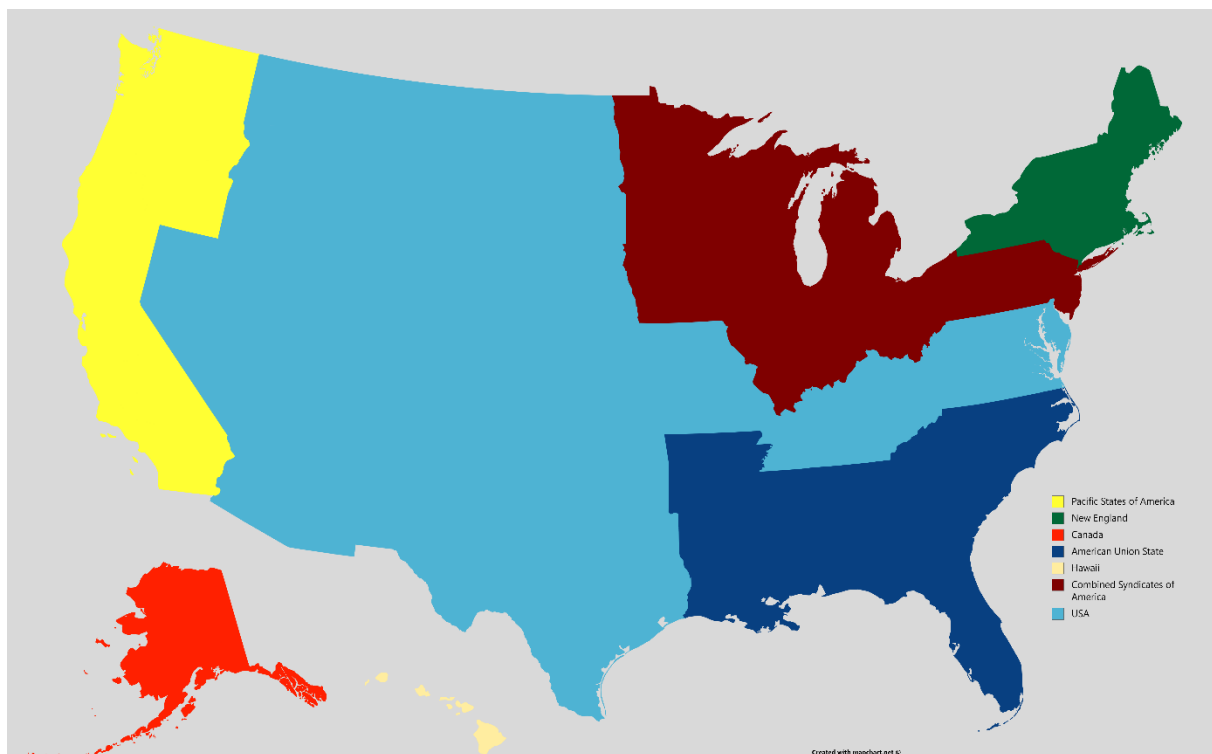 Pacific States of America
New England
Canada
American Union State
Hawaii
Combined Syndicates of
America
USA
Created with mapchart.net ©